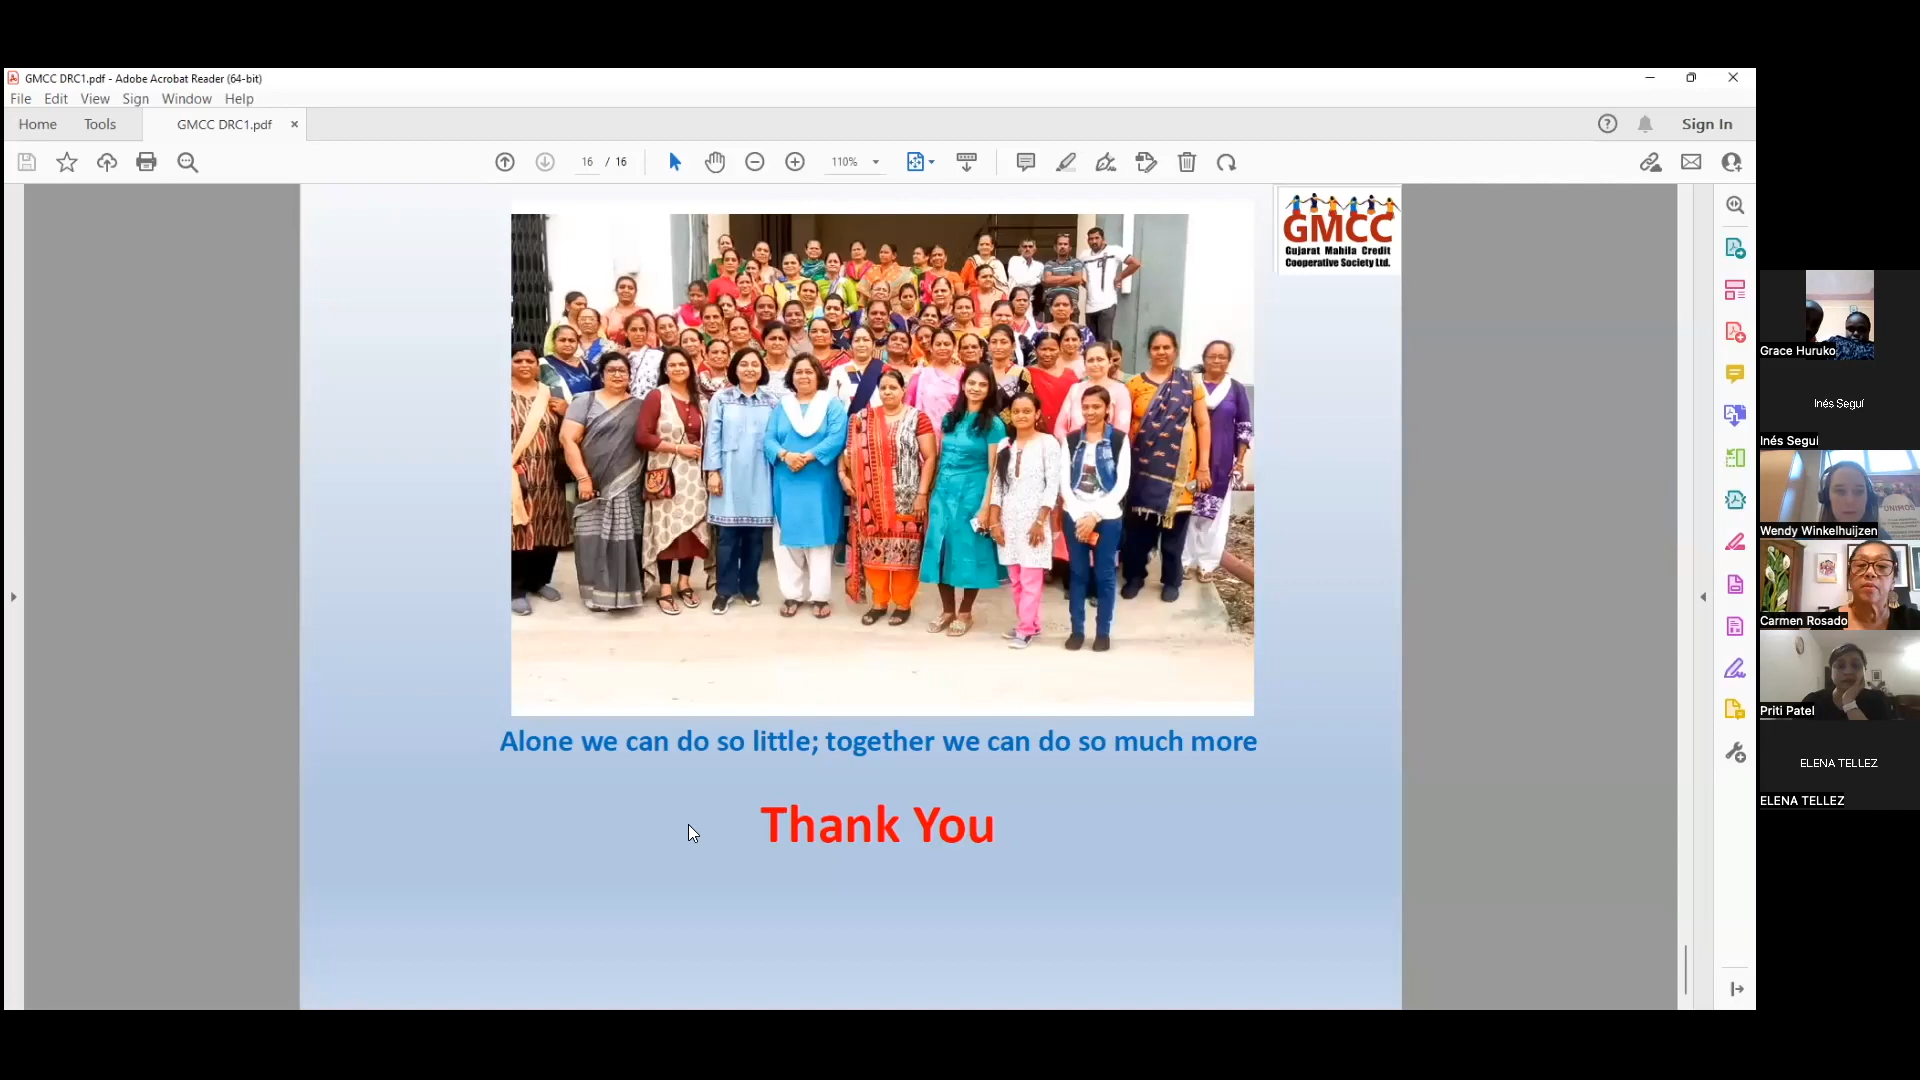 GMCC DRC1.pdf - Adobe Acrobat Reader (64-bit)
File Edit View Sign Window Help
Home Tools GMCC DRC1.pdf × Sign In
16 / 16 110%
GMCC
Gujarat Mahila Credit
Cooperative Society Ltd.
Alone we can do so little; together we can do so much more
Thank You
Grace Huruko
Inés Seguí
Inés Seguí
UNIMOS
Wendy Winkelhuijzen
Carmen Rosado
Priti Patel
ELENA TELLEZ
ELENA TELLEZ